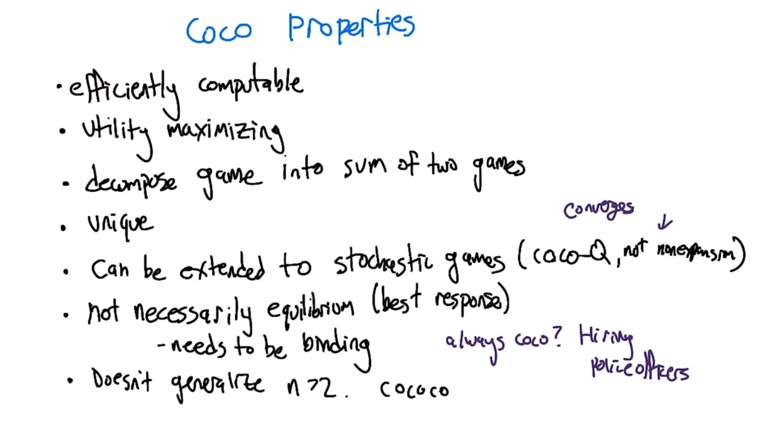 Coco Properties
• efficiently computable
• utility maximizing
• decompose game into sum of two games
• unique
converges ↓
• Can be extended to stochastic games (coco-Q, not nonexpansion)
• not necessarily equilibrium (best response)
- needs to be binding
always coco? Hiring
police officers
• Doesn't generalize n>2. cococo